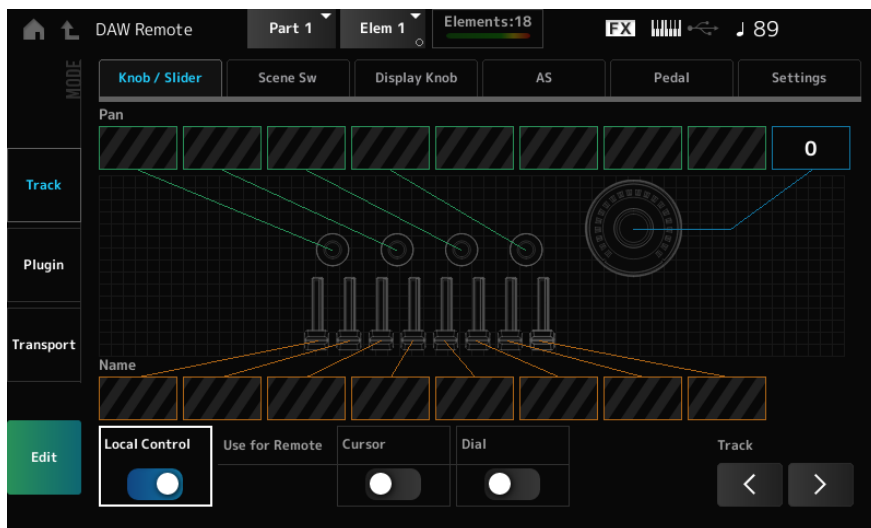 DAW Remote
Part 1
Elem 1
Elements:18
FX
♩ 89
MODE
Knob / Slider
Scene Sw
Display Knob
AS
Pedal
Settings
Pan
0
Track
Plugin
Transport
Name
Edit
Local Control
Use for Remote
Cursor
Dial
Track